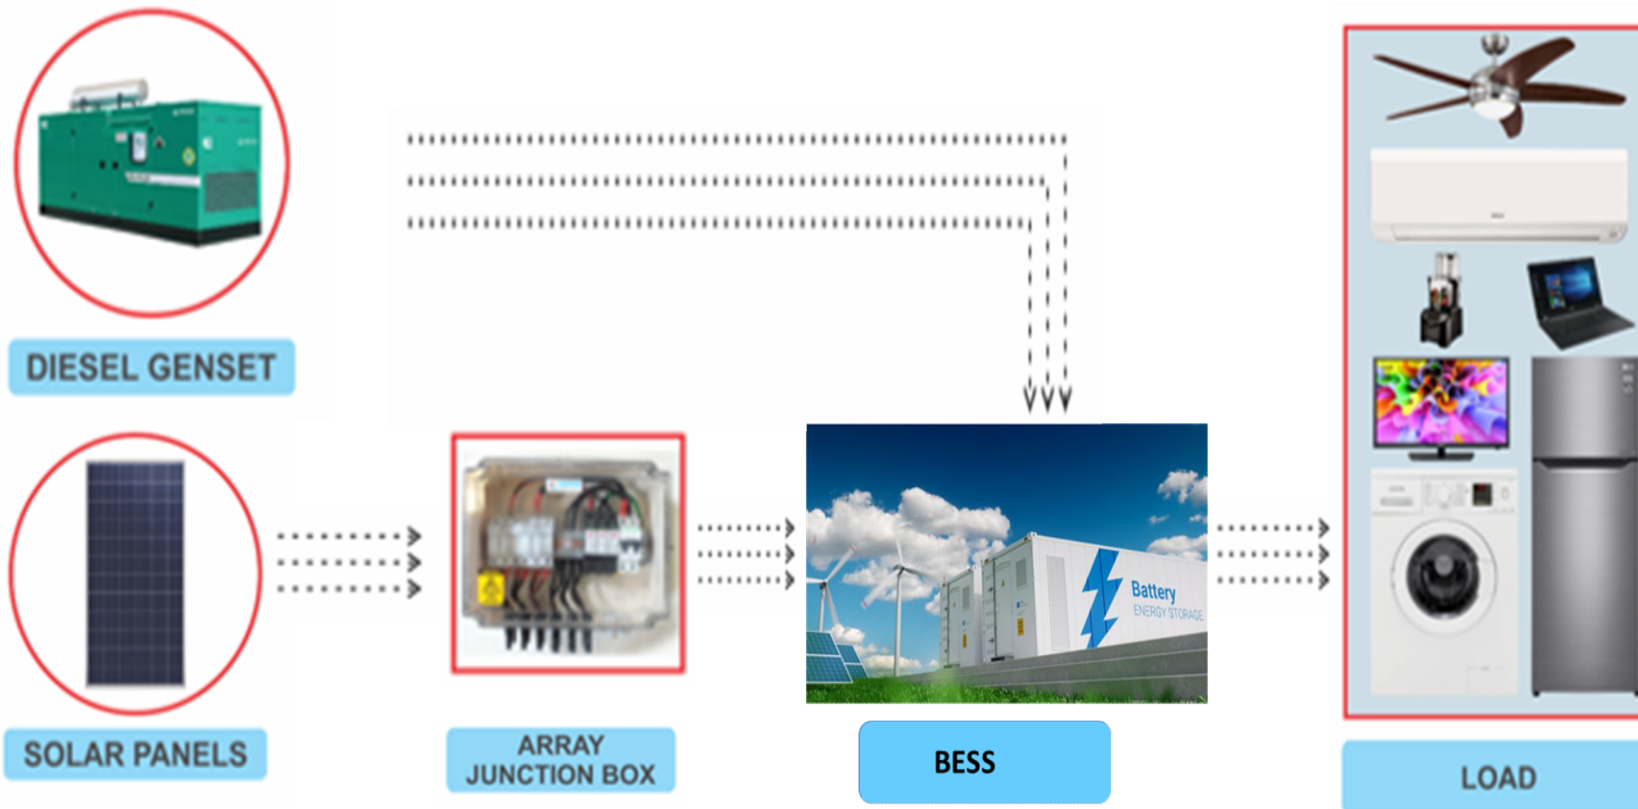 DIESEL GENSET
Battery
ENERGY STORAGE
SOLAR PANELS
ARRAY
JUNCTION BOX
BESS
LOAD